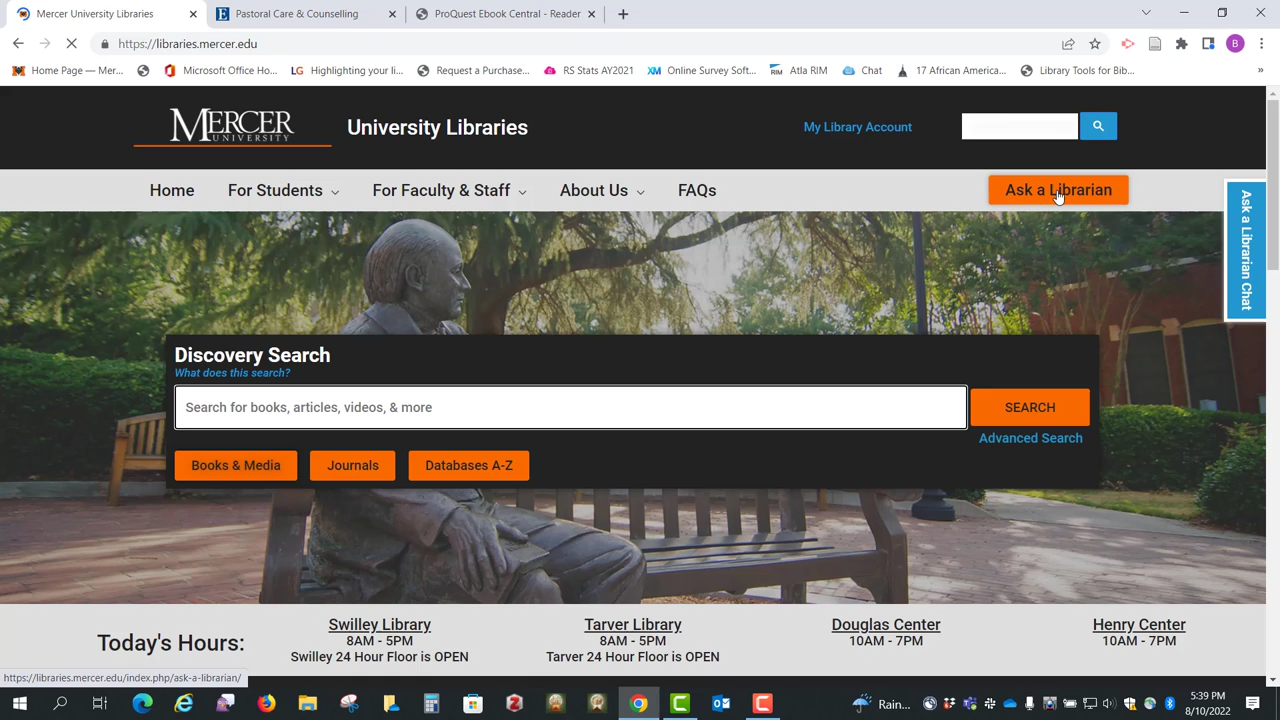 Mercer University Libraries
Pastoral Care & Counselling
ProQuest Ebook Central - Reader
https://libraries.mercer.edu
B
Home Page — Mer...
Microsoft Office Ho...
LG Highlighting your li...
Request a Purchase...
RS Stats AY2021
XM Online Survey Soft...
RIM Atla RIM
Chat
17 African America...
Library Tools for Bib...
»
MERCER
UNIVERSITY
University Libraries
My Library Account
Home
For Students
For Faculty & Staff
About Us
FAQs
Ask a Librarian
Ask a Librarian Chat
Discovery Search
What does this search?
Search for books, articles, videos, & more
SEARCH
Advanced Search
Books & Media
Journals
Databases A-Z
Today's Hours:
Swilley Library
8AM - 5PM
Swilley 24 Hour Floor is OPEN
Tarver Library
8AM - 5PM
Tarver 24 Hour Floor is OPEN
Douglas Center
10AM - 7PM
Henry Center
10AM - 7PM
https://libraries.mercer.edu/index.php/ask-a-librarian/
Rain...
5:39 PM
8/10/2022